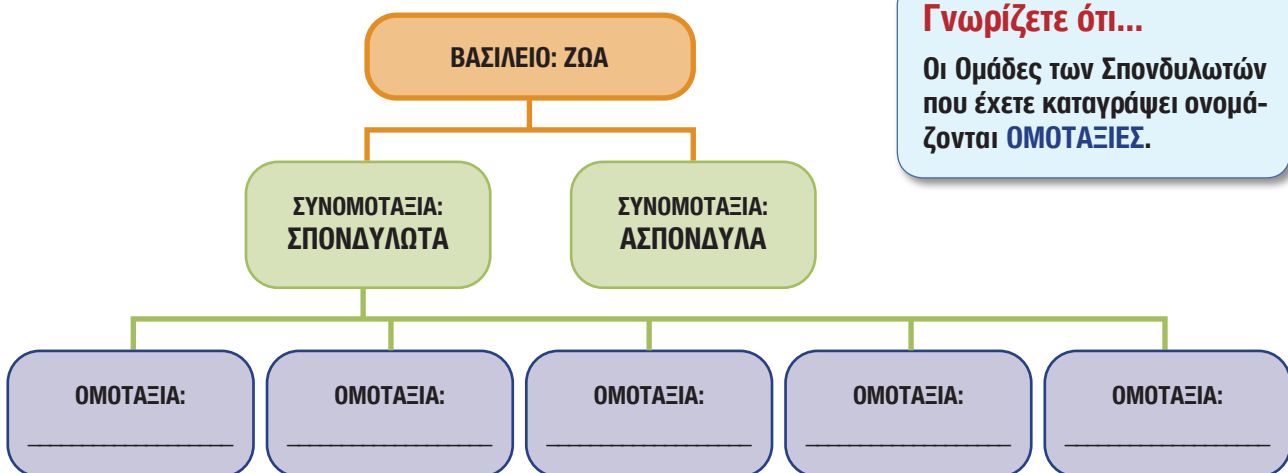 ΒΑΣΙΛΕΙΟ: ΖΩΑ
Γνωρίζετε ότι...
Οι Ομάδες των Σπονδυλωτών
που έχετε καταγράψει ονομά-
ζονται ΟΜΟΤΑΞΙΕΣ.
ΣΥΝΟΜΟΤΑΞΙΑ:
ΣΠΟΝΔΥΛΩΤΑ
ΣΥΝΟΜΟΤΑΞΙΑ:
ΑΣΠΟΝΔΥΛΑ
ΟΜΟΤΑΞΙΑ:
ΟΜΟΤΑΞΙΑ:
ΟΜΟΤΑΞΙΑ:
ΟΜΟΤΑΞΙΑ:
ΟΜΟΤΑΞΙΑ: